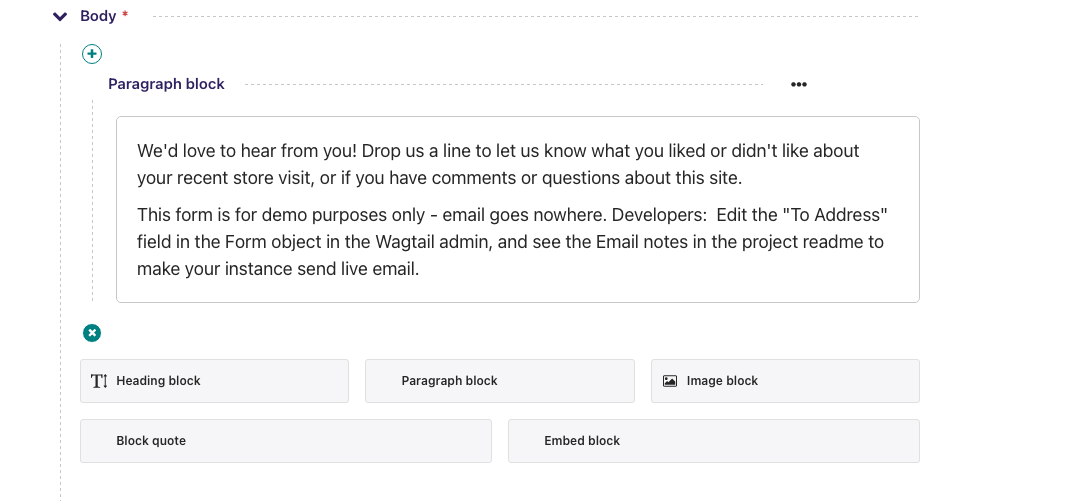 Body *
Paragraph block
We'd love to hear from you! Drop us a line to let us know what you liked or didn't like about
your recent store visit, or if you have comments or questions about this site.
This form is for demo purposes only - email goes nowhere. Developers:  Edit the "To Address"
field in the Form object in the Wagtail admin, and see the Email notes in the project readme to
make your instance send live email.
Heading block
Paragraph block
Image block
Block quote
Embed block